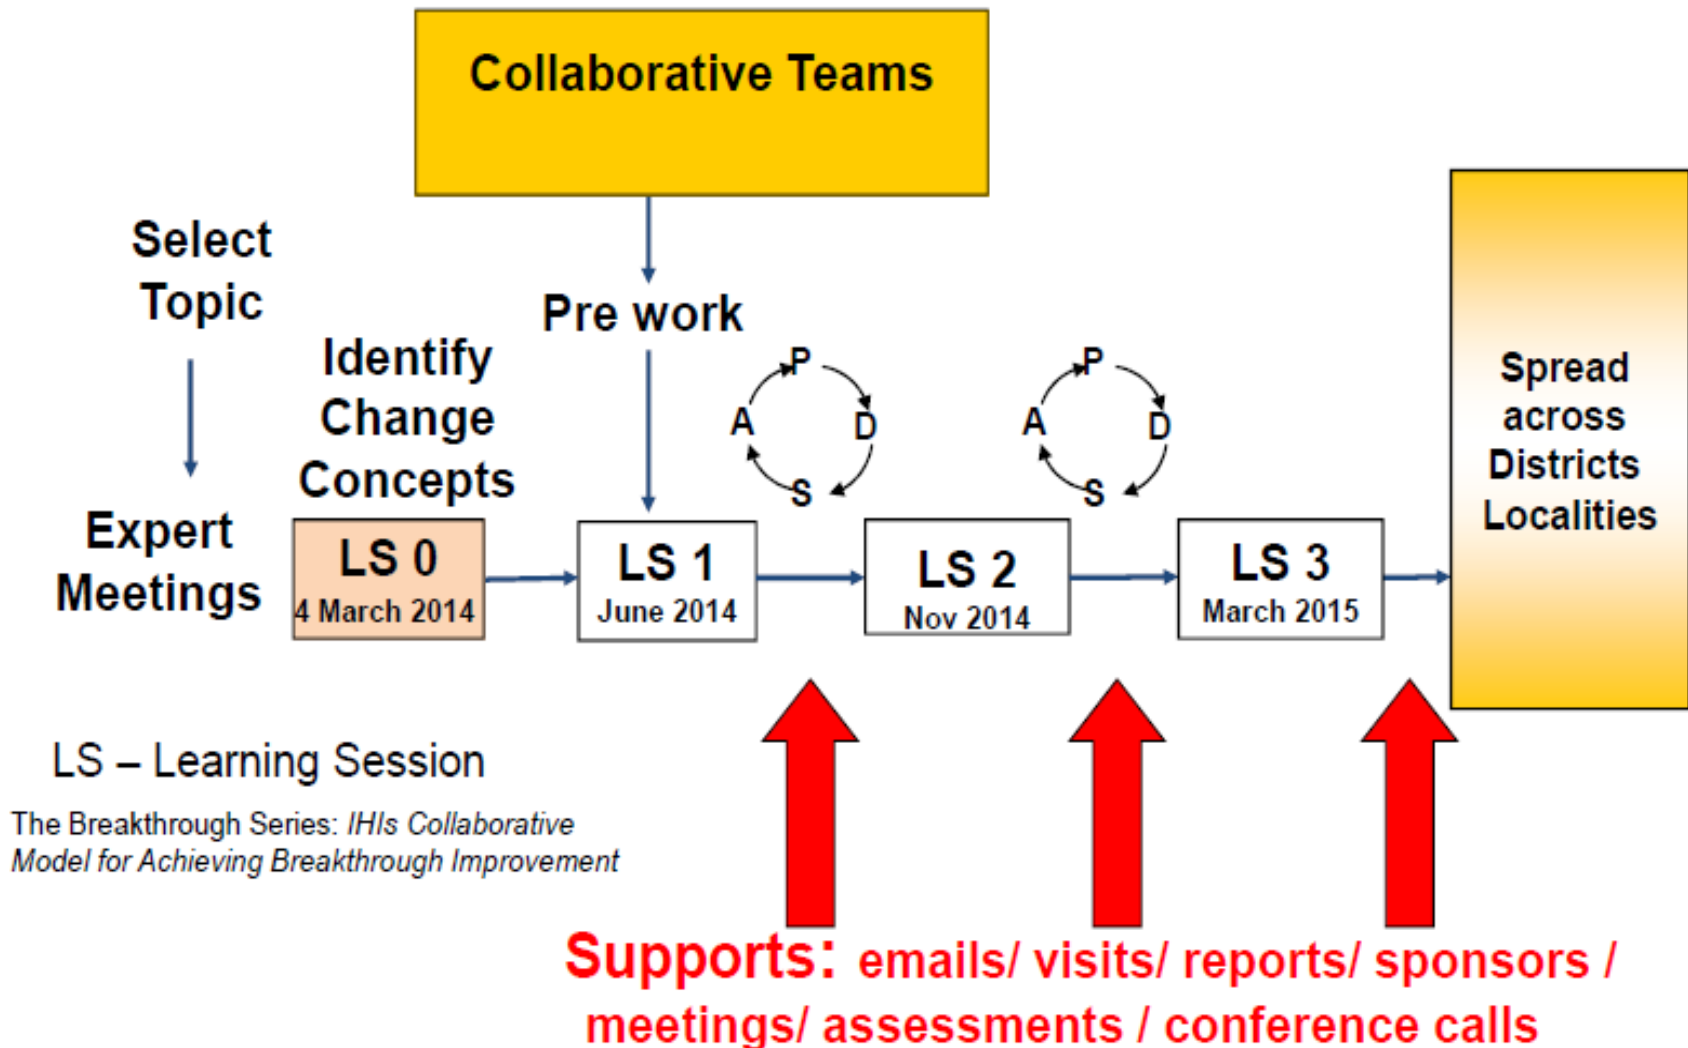 Collaborative Teams
Select
Topic
Pre work
Identify
Change
Concepts
Expert
Meetings
P
A
D
S
P
A
D
S
LS 0
4 March 2014
LS 1
June 2014
LS 2
Nov 2014
LS 3
March 2015
Spread
across
Districts
Localities
LS – Learning Session
The Breakthrough Series: IHIs Collaborative
Model for Achieving Breakthrough Improvement
Supports: emails/ visits/ reports/ sponsors /
meetings/ assessments / conference calls